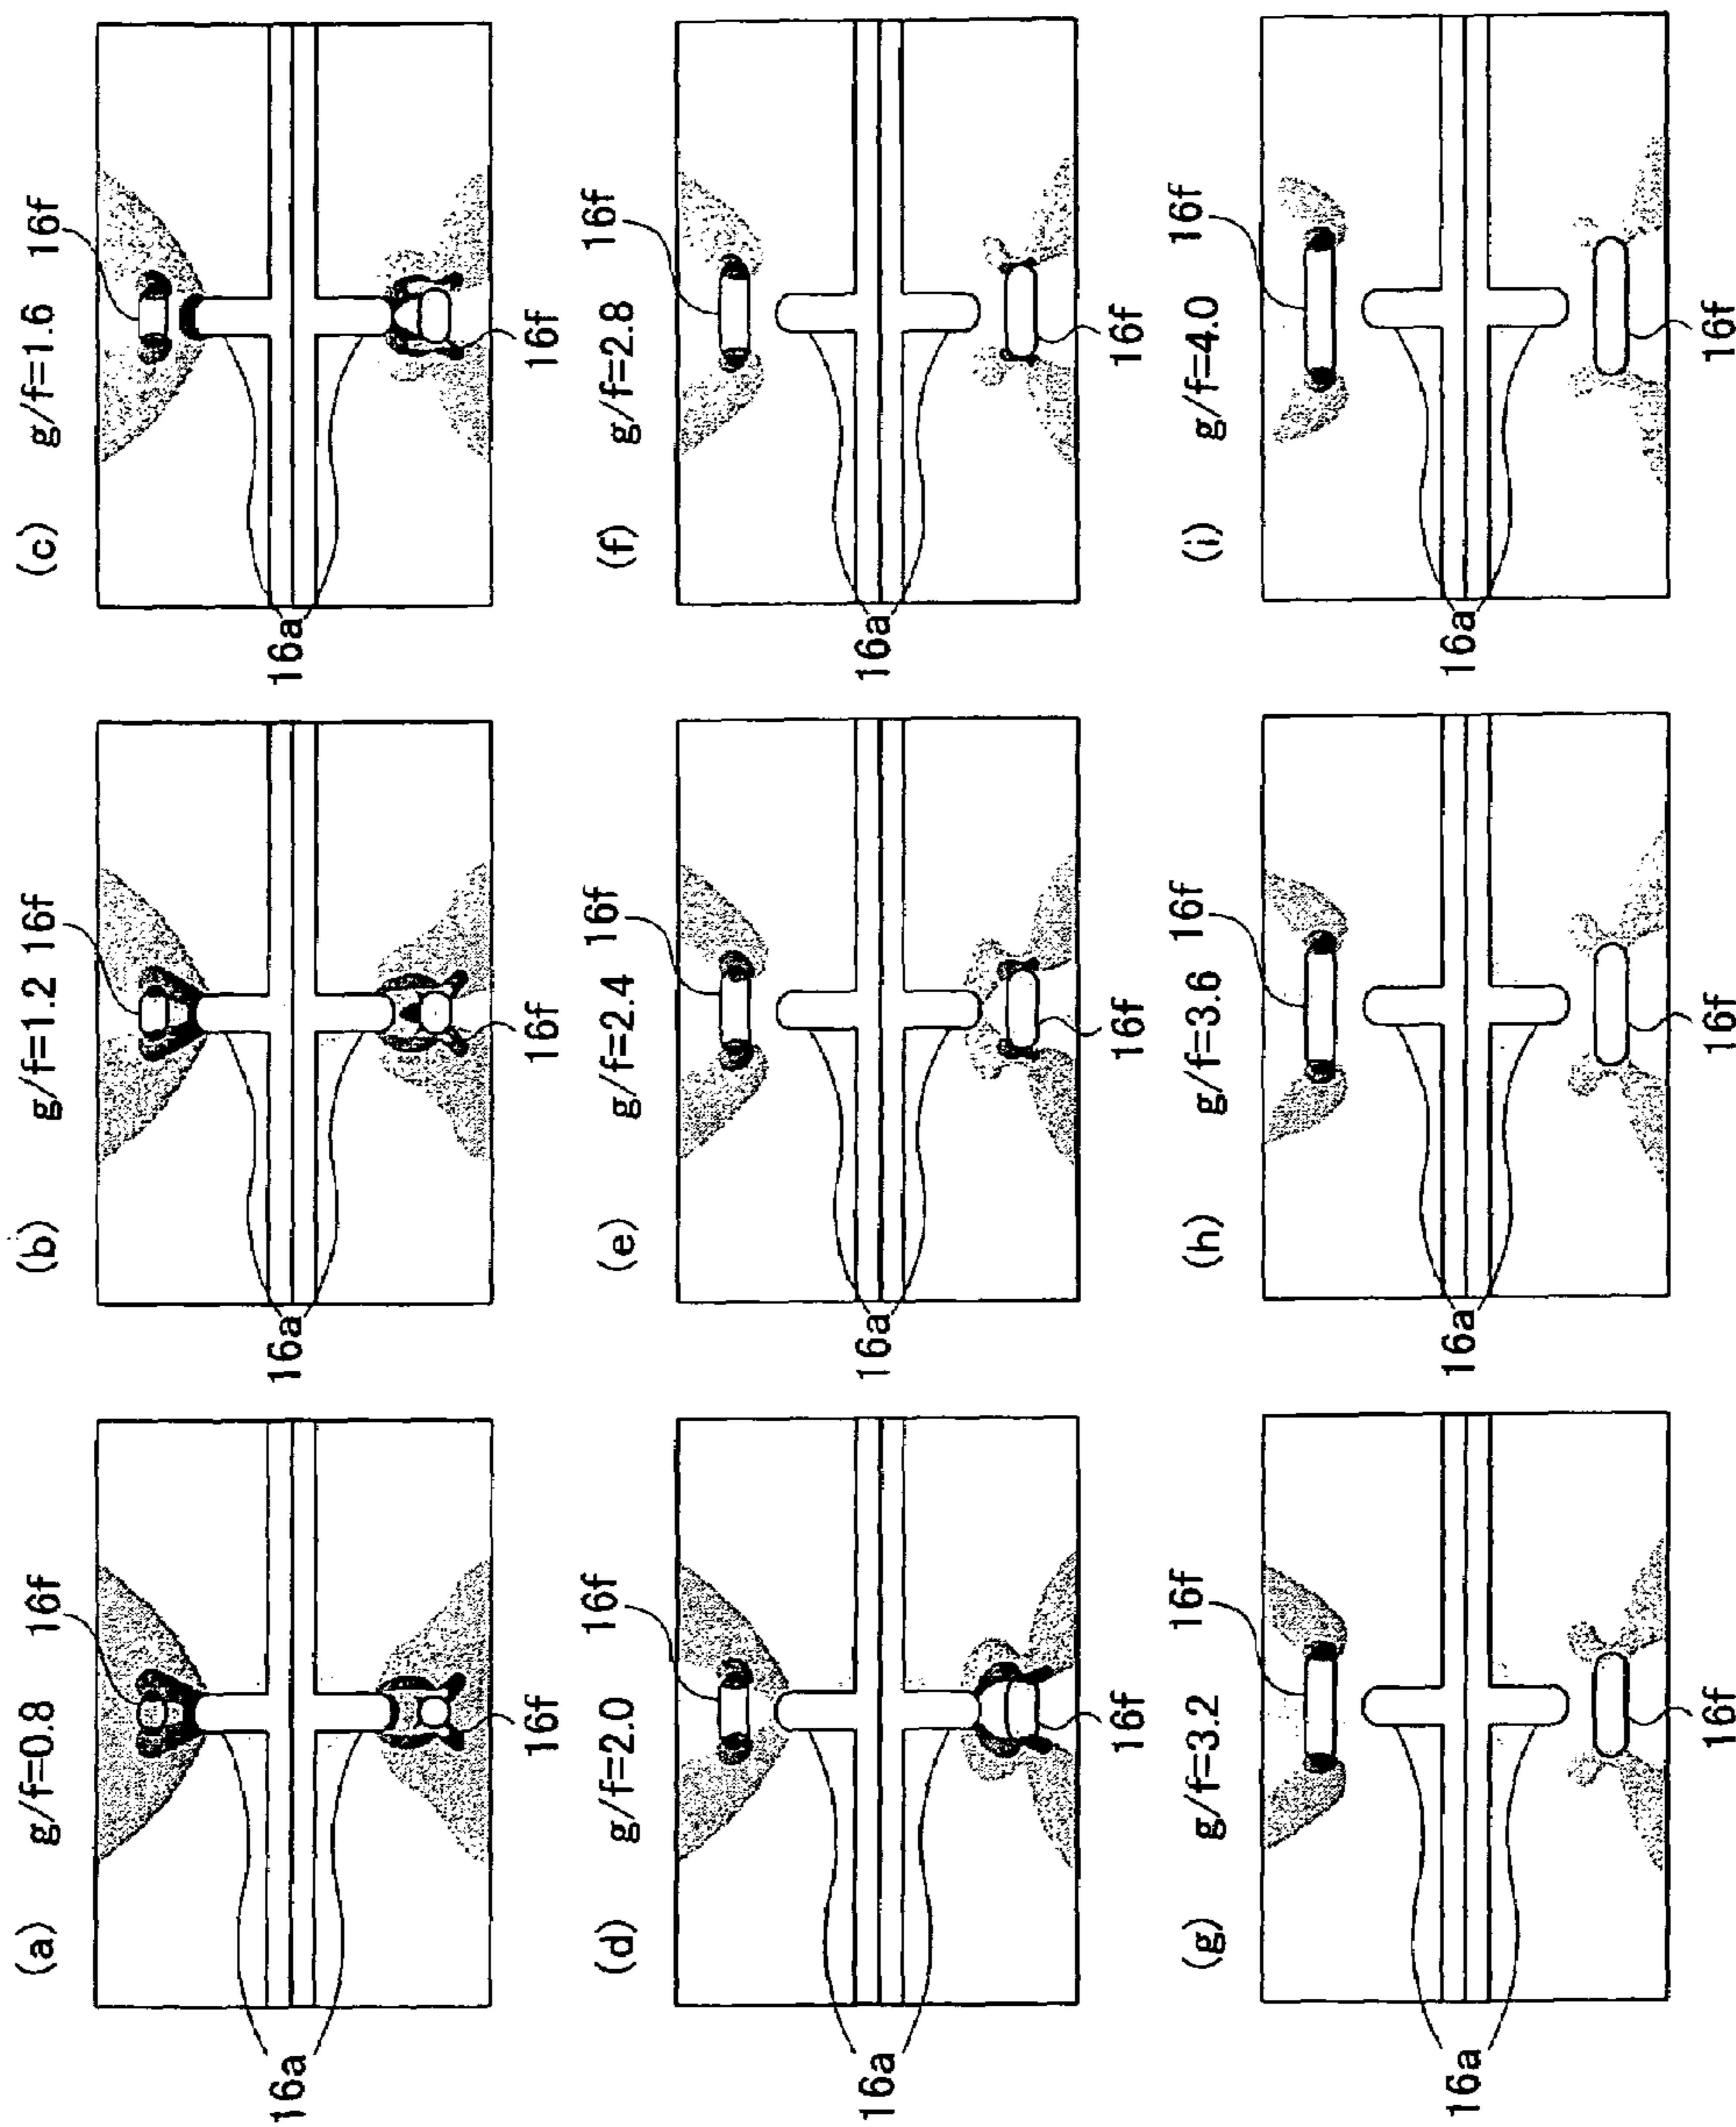 (a) g/f=0.8 16f
16a
16f
(b) g/f=1.2 16f
16a
16f
(c) g/f=1.6 16f
16a
16f
(d) g/f=2.0 16f
16a
16f
(e) g/f=2.4 16f
16a
16f
(f) g/f=2.8 16f
16a
16f
(g) g/f=3.2 16f
16a
16f
(h) g/f=3.6 16f
16a
16f
(i) g/f=4.0 16f
16a
16f